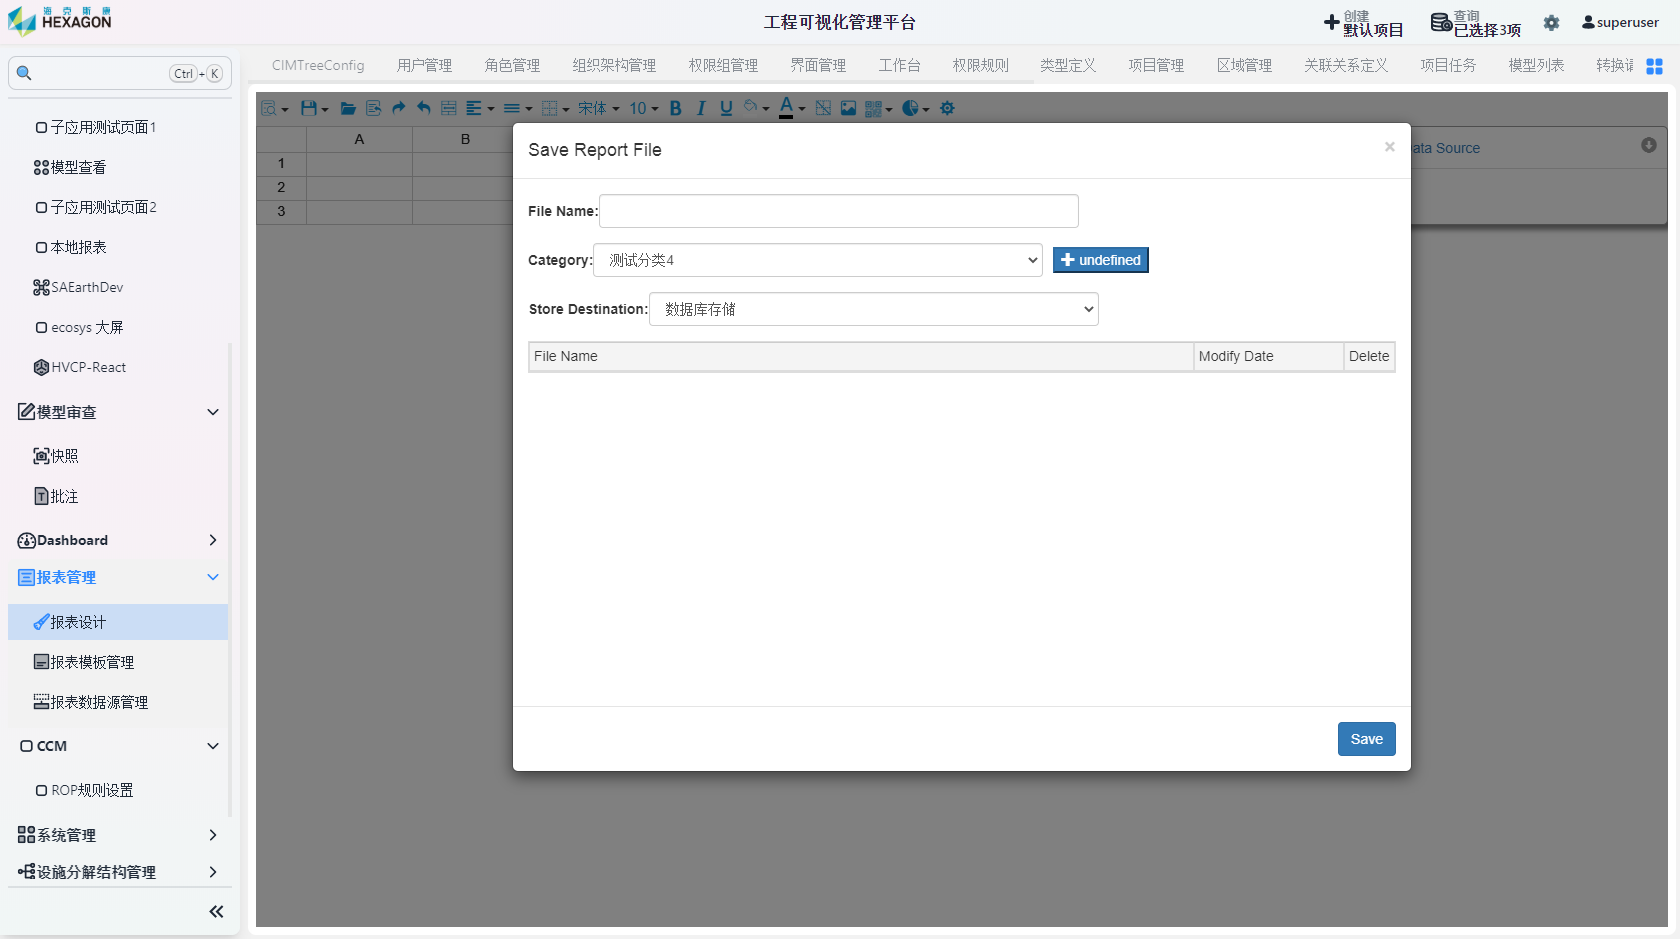 海克斯康
HEXAGON
工程可视化管理平台
创建
默认项目
查询
已选择3项
superuser
Ctrl + K
CIMTreeConfig 用户管理 角色管理 组织架构管理 权限组管理 界面管理 工作台 权限规则 类型定义 项目管理 区域管理 关联关系定义 项目任务 模型列表
子应用测试页面1
模型查看
子应用测试页面2
本地报表
SAEarthDev
ecosys 大屏
HVCP-React
模型审查
快照
批注
Dashboard
报表管理
报表设计
报表模板管理
报表数据源管理
CCM
ROP规则设置
系统管理
设施分解结构管理
宋体 10 B I U A
A B
1
2
3
ata Source
Save Report File ×
File Name:
Category: 测试分类4 undefined
Store Destination: 数据库存储
File Name Modify Date Delete
Save